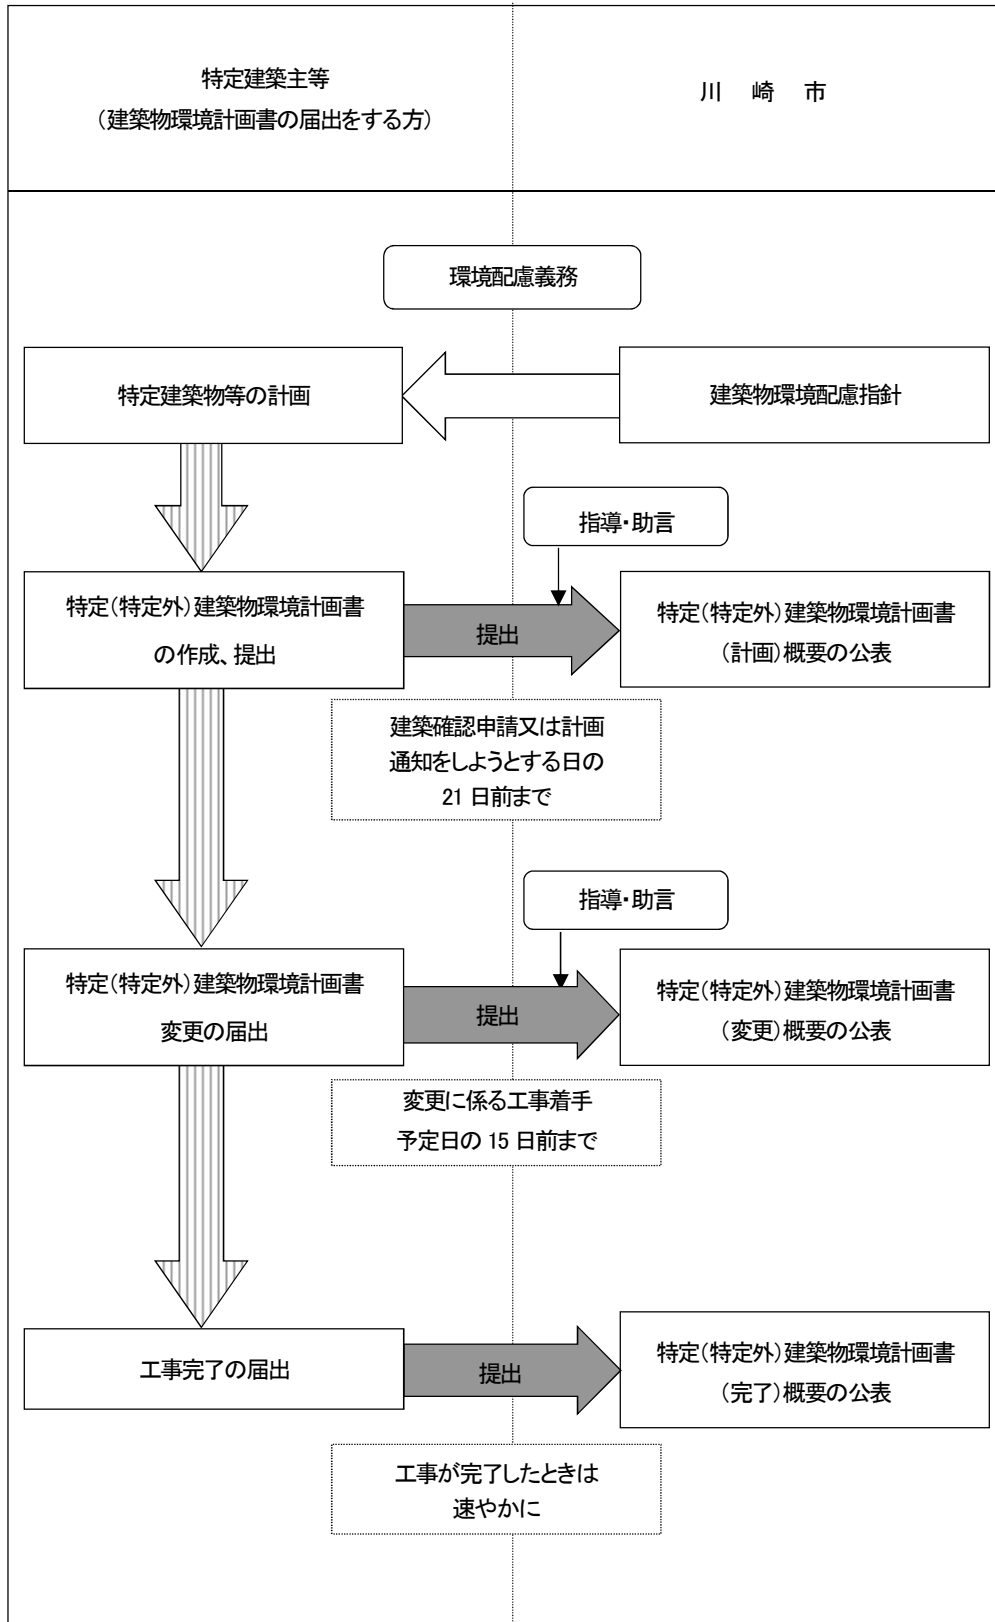 特定建築主等
（建築物環境計画書の届出をする方）
川　崎　市
環境配慮義務
特定建築物等の計画
建築物環境配慮指針
指導・助言
特定（特定外）建築物環境計画書
の作成、提出
提出
特定（特定外）建築物環境計画書
（計画）概要の公表
建築確認申請又は計画
通知をしようとする日の
21 日前まで
指導・助言
特定（特定外）建築物環境計画書
変更の届出
提出
特定（特定外）建築物環境計画書
（変更）概要の公表
変更に係る工事着手
予定日の 15 日前まで
工事完了の届出
提出
特定（特定外）建築物環境計画書
（完了）概要の公表
工事が完了したときは
速やかに